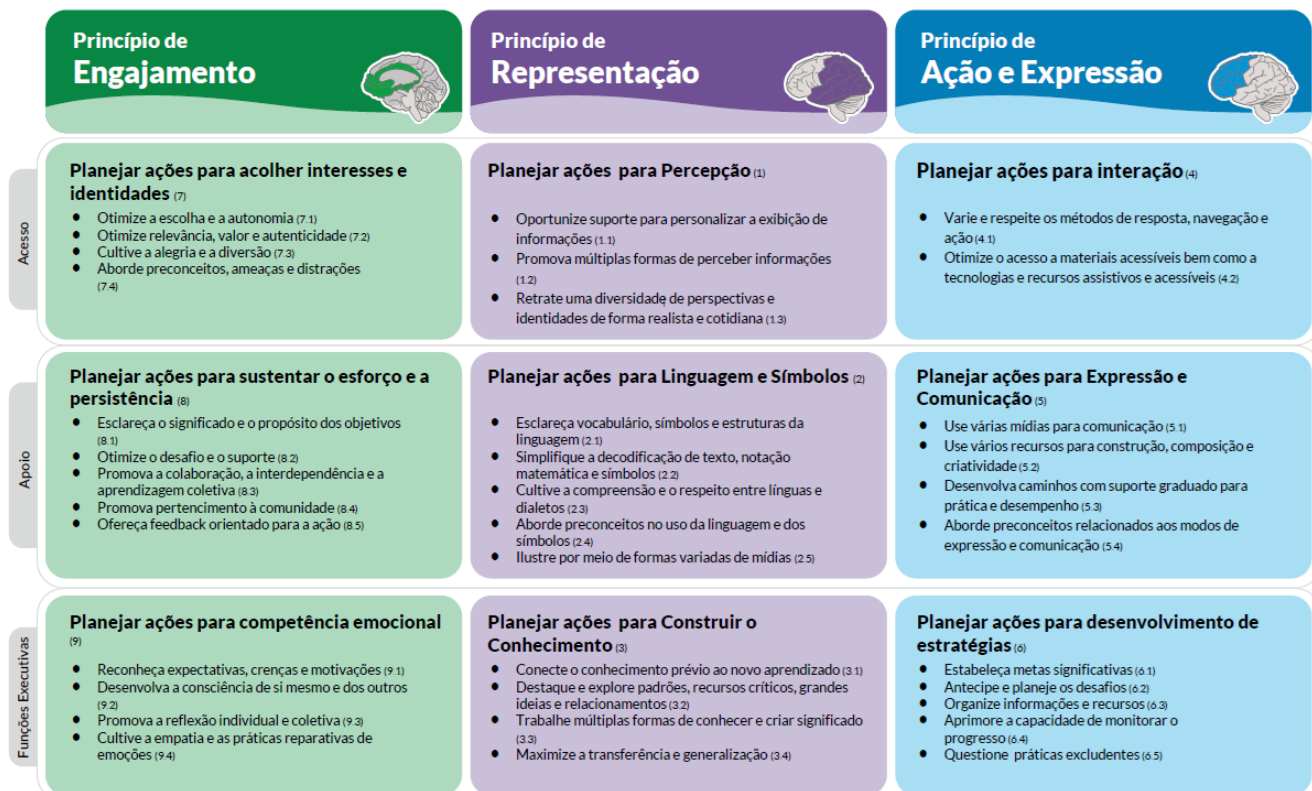 Princípio de
Engajamento
Princípio de
Representação
Princípio de
Ação e Expressão
Acesso
Planejar ações para acolher interesses e
identidades (7)
● Otimize a escolha e a autonomia (7.1)
● Otimize relevância, valor e autenticidade (7.2)
● Cultive a alegria e a diversão (7.3)
● Aborde preconceitos, ameaças e distrações
(7.4)
Planejar ações para Percepção (1)
● Oportunize suporte para personalizar a exibição de
informações (1.1)
● Promova múltiplas formas de perceber informações
(1.2)
● Retrate uma diversidade de perspectivas e
identidades de forma realista e cotidiana (1.3)
Planejar ações para interação (4)
● Varie e respeite os métodos de resposta, navegação e
ação (4.1)
● Otimize o acesso a materiais acessíveis bem como a
tecnologias e recursos assistivos e acessíveis (4.2)
Apoio
Planejar ações para sustentar o esforço e a
persistência (8)
● Esclareça o significado e o propósito dos objetivos
(8.1)
● Otimize o desafio e o suporte (8.2)
● Promova a colaboração, a interdependência e a
aprendizagem coletiva (8.3)
● Promova pertencimento à comunidade (8.4)
● Ofereça feedback orientado para a ação (8.5)
Planejar ações para Linguagem e Símbolos (2)
● Esclareça vocabulário, símbolos e estruturas da
linguagem (2.1)
● Simplifique a decodificação de texto, notação
matemática e símbolos (2.2)
● Cultive a compreensão e o respeito entre línguas e
dialetos (2.3)
● Aborde preconceitos no uso da linguagem e dos
símbolos (2.4)
● Ilustre por meio de formas variadas de mídias (2.5)
Planejar ações para Expressão e
Comunicação (5)
● Use várias mídias para comunicação (5.1)
● Use vários recursos para construção, composição e
criatividade (5.2)
● Desenvolva caminhos com suporte graduado para
prática e desempenho (5.3)
● Aborde preconceitos relacionados aos modos de
expressão e comunicação (5.4)
Funções Executivas
Planejar ações para competência emocional
(9)
● Reconheça expectativas, crenças e motivações (9.1)
● Desenvolva a consciência de si mesmo e dos outros
(9.2)
● Promova a reflexão individual e coletiva (9.3)
● Cultive a empatia e as práticas reparativas de
emoções (9.4)
Planejar ações para Construir o
Conhecimento (3)
● Conecte o conhecimento prévio ao novo aprendizado (3.1)
● Destaque e explore padrões, recursos críticos, grandes
ideias e relacionamentos (3.2)
● Trabalhe múltiplas formas de conhecer e criar significado
(3.3)
● Maximize a transferência e generalização (3.4)
Planejar ações para desenvolvimento de
estratégias (6)
● Estabeleça metas significativas (6.1)
● Antecipe e planeje os desafios (6.2)
● Organize informações e recursos (6.3)
● Aprimore a capacidade de monitorar o
progresso (6.4)
● Questione práticas excludentes (6.5)